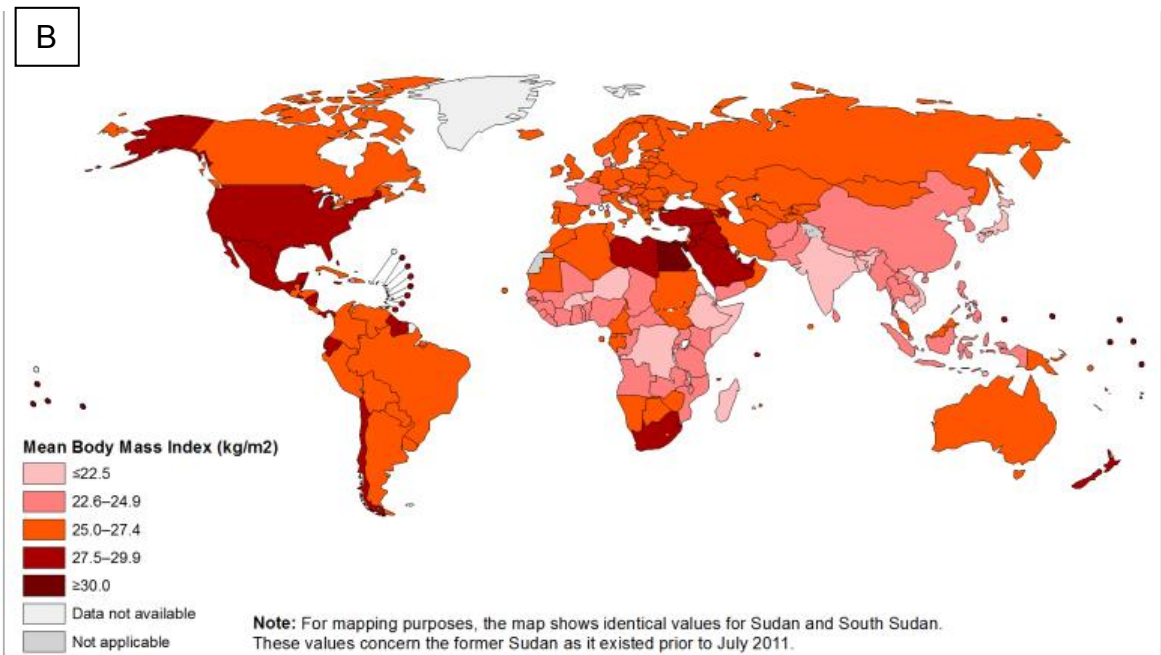 B
Mean Body Mass Index (kg/m2)
≤22.5
22.6–24.9
25.0–27.4
27.5–29.9
≥30.0
Data not available
Not applicable
Note: For mapping purposes, the map shows identical values for Sudan and South Sudan.
These values concern the former Sudan as it existed prior to July 2011.